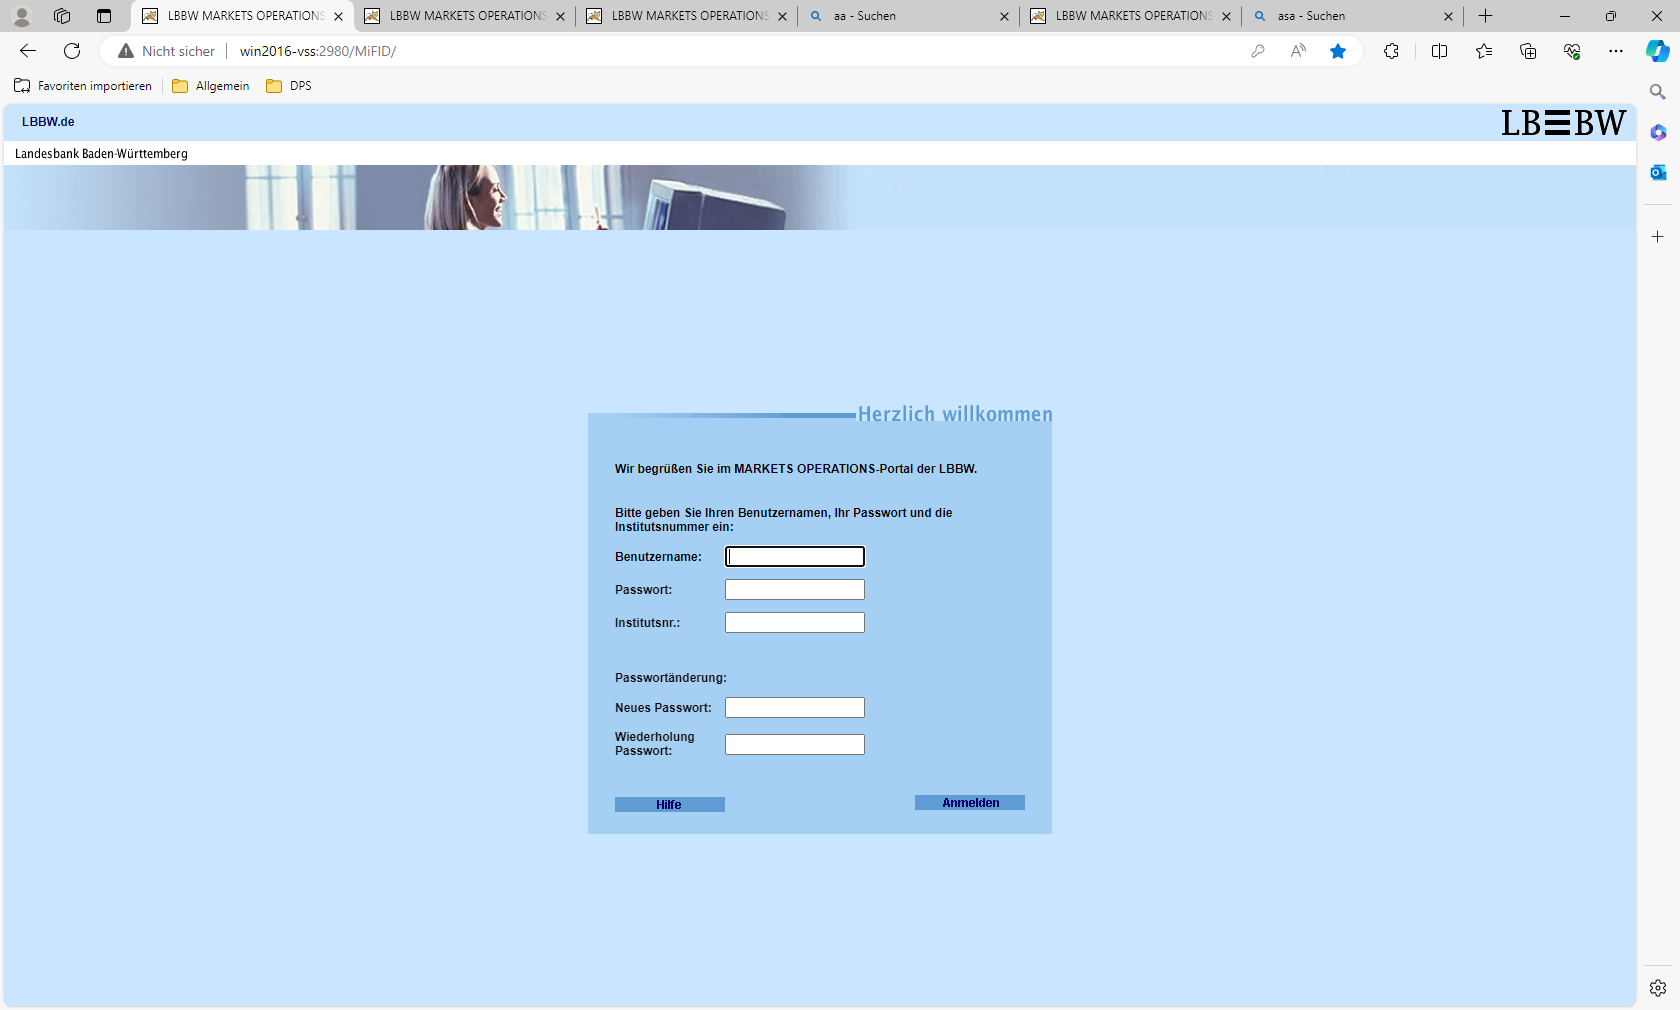 LBBW MARKETS OPERATIONS
LBBW MARKETS OPERATIONS
LBBW MARKETS OPERATIONS
aa - Suchen
LBBW MARKETS OPERATIONS
asa - Suchen
Nicht sicher
win2016-vss:2980/MiFID/
Favoriten importieren
Allgemein
DPS
LBBW.de
LB≡BW
Landesbank Baden-Württemberg
Herzlich willkommen
Wir begrüßen Sie im MARKETS OPERATIONS-Portal der LBBW.
Bitte geben Sie Ihren Benutzernamen, Ihr Passwort und die
Institutsnummer ein:
Benutzername:
Passwort:
Institutsnr.:
Passwortänderung:
Neues Passwort:
Wiederholung
Passwort:
Hilfe
Anmelden